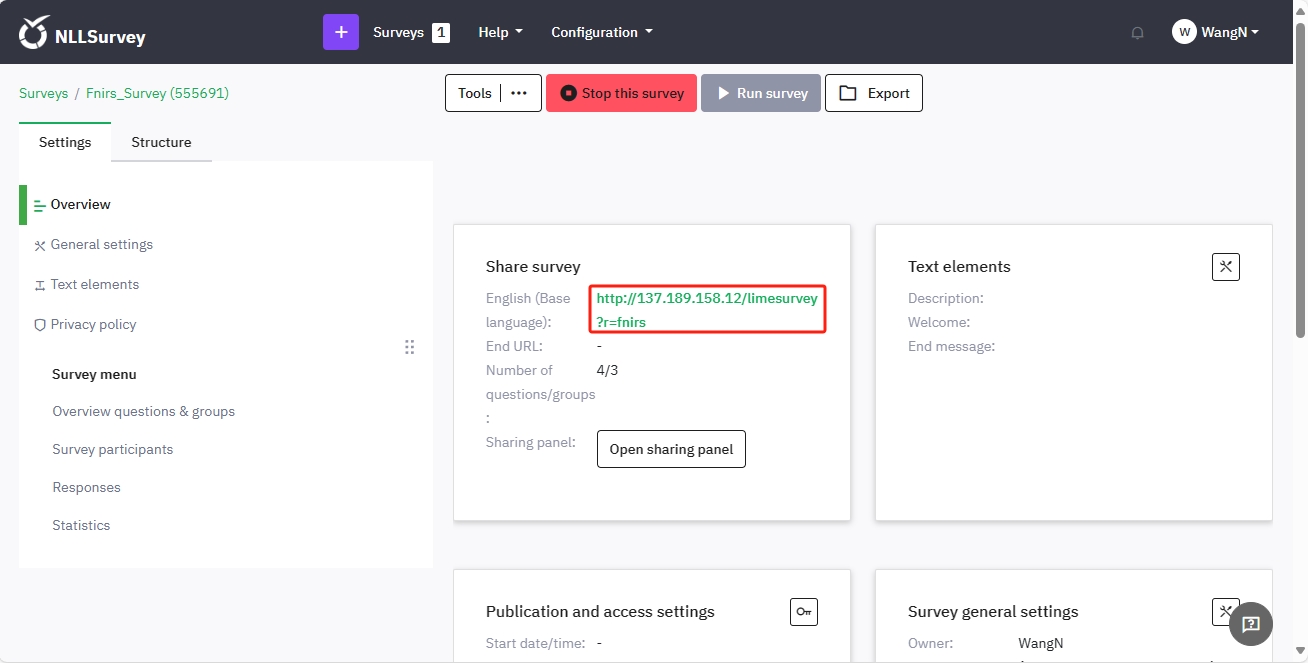 NLLSurvey
+
Surveys 1
Help
Configuration
W WangN
Surveys / Fnirs_Survey (555691)
Tools
Stop this survey
Run survey
Export
Settings
Structure
Overview
General settings
Text elements
Privacy policy
Survey menu
Overview questions & groups
Survey participants
Responses
Statistics
Share survey
English (Base
language):
http://137.189.158.12/limesurvey
?r=fnirs
End URL: -
Number of
questions/groups
:
4/3
Sharing panel:
Open sharing panel
Text elements
Description:
Welcome:
End message:
Publication and access settings
Start date/time: -
Survey general settings
Owner: WangN